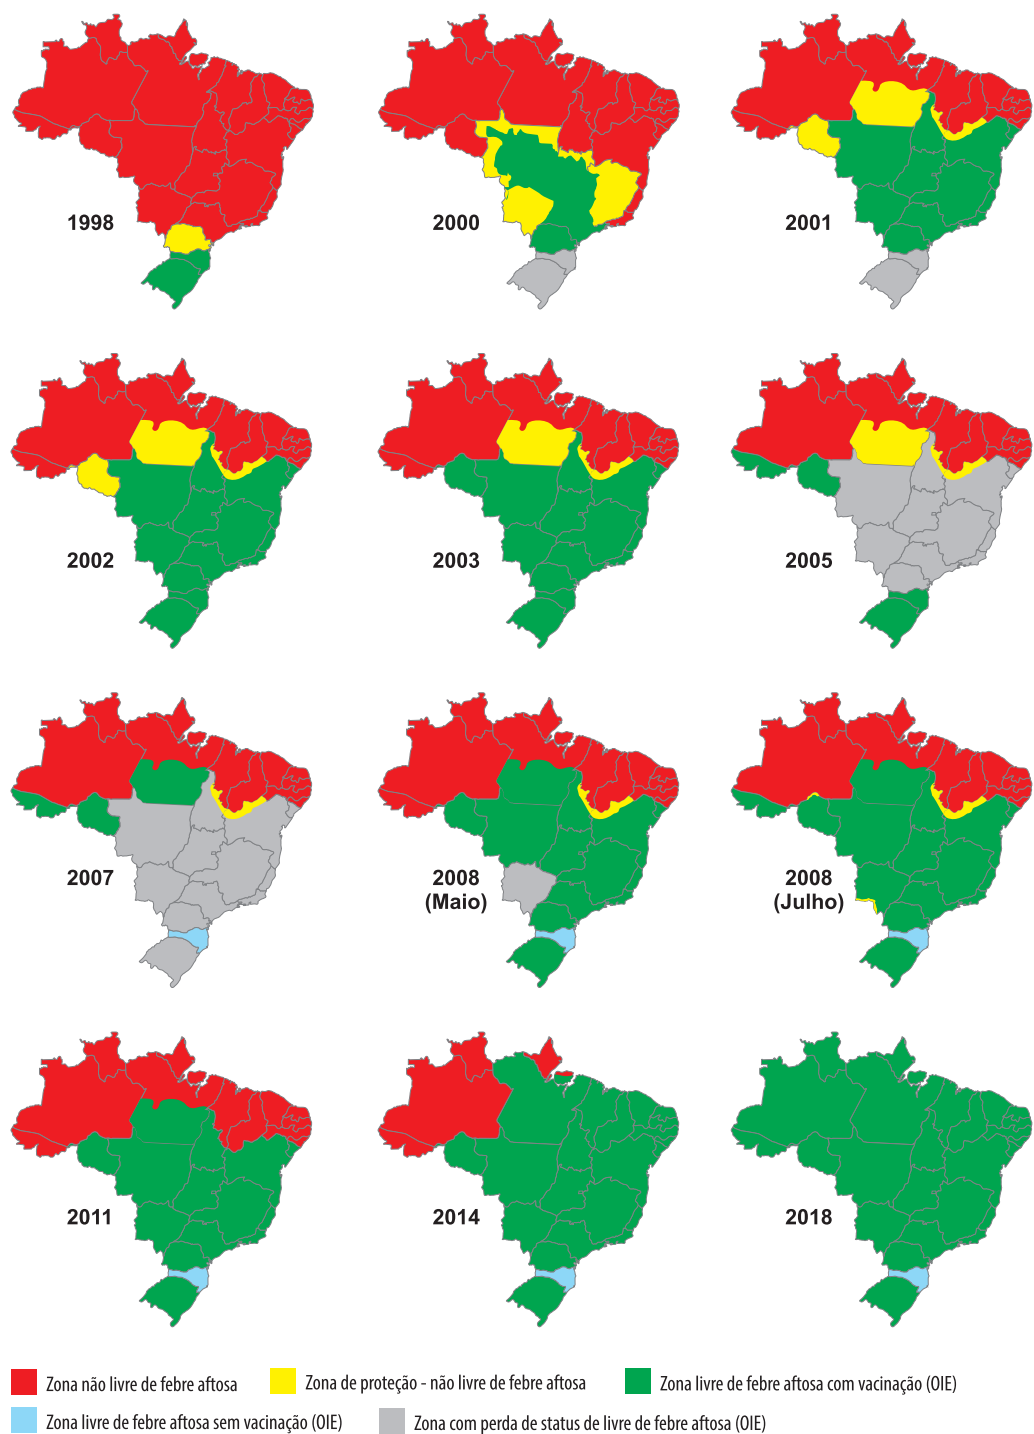 1998
2000
2001
2002
2003
2005
2007
2008
(Maio)
2008
(Julho)
2011
2014
2018
Zona não livre de febre aftosa
Zona de proteção - não livre de febre aftosa
Zona livre de febre aftosa com vacinação (OIE)
Zona livre de febre aftosa sem vacinação (OIE)
Zona com perda de status de livre de febre aftosa (OIE)